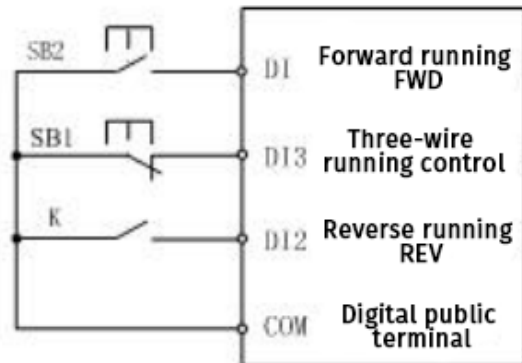 SB2
DI
Forward running
FWD
SB1
DI3
Three-wire
running control
K
DI2
Reverse running
REV
COM
Digital public
terminal